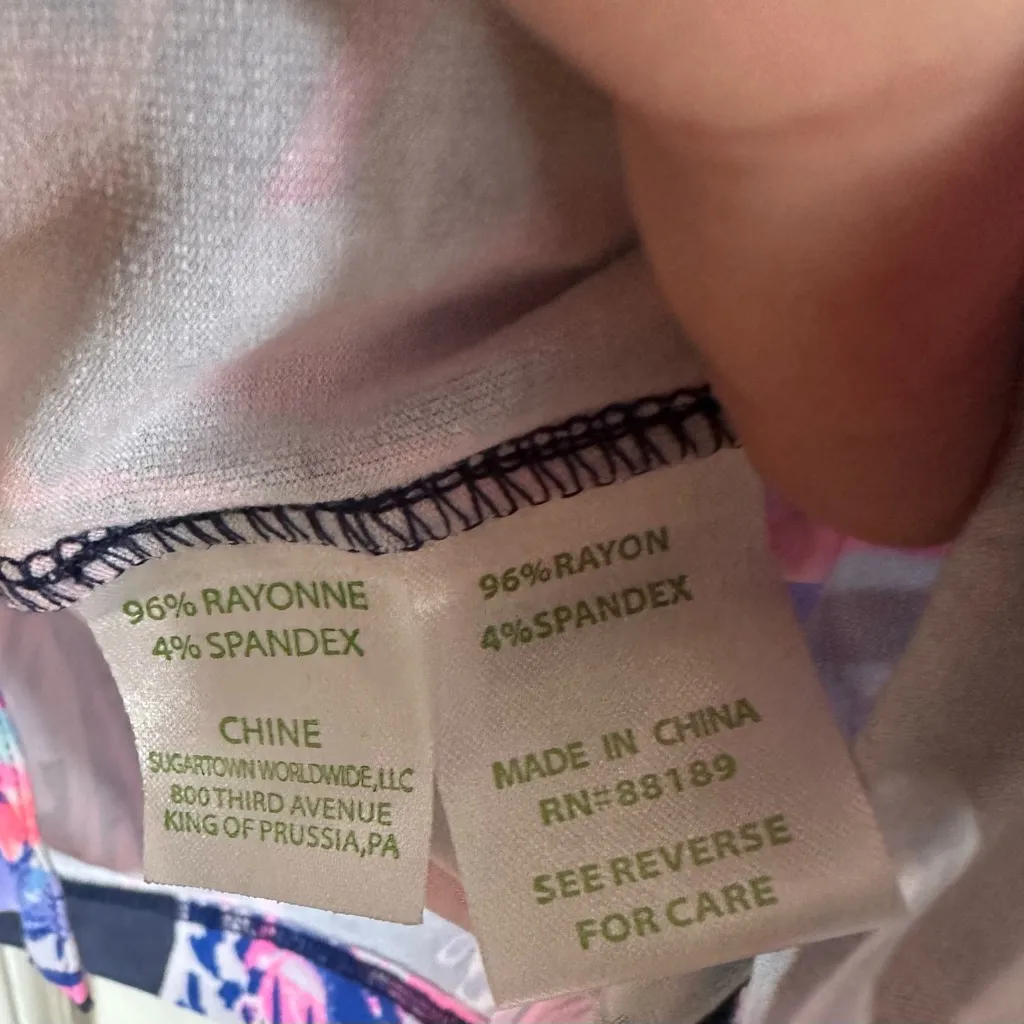 96% RAYONNE
4% SPANDEX
CHINE
SUGARTOWN WORLDWIDE,LLC
800 THIRD AVENUE
KING OF PRUSSIA,PA
96% RAYON
4%SPANDEX
MADE IN CHINA
RN#88189
SEE REVERSE
FOR CARE